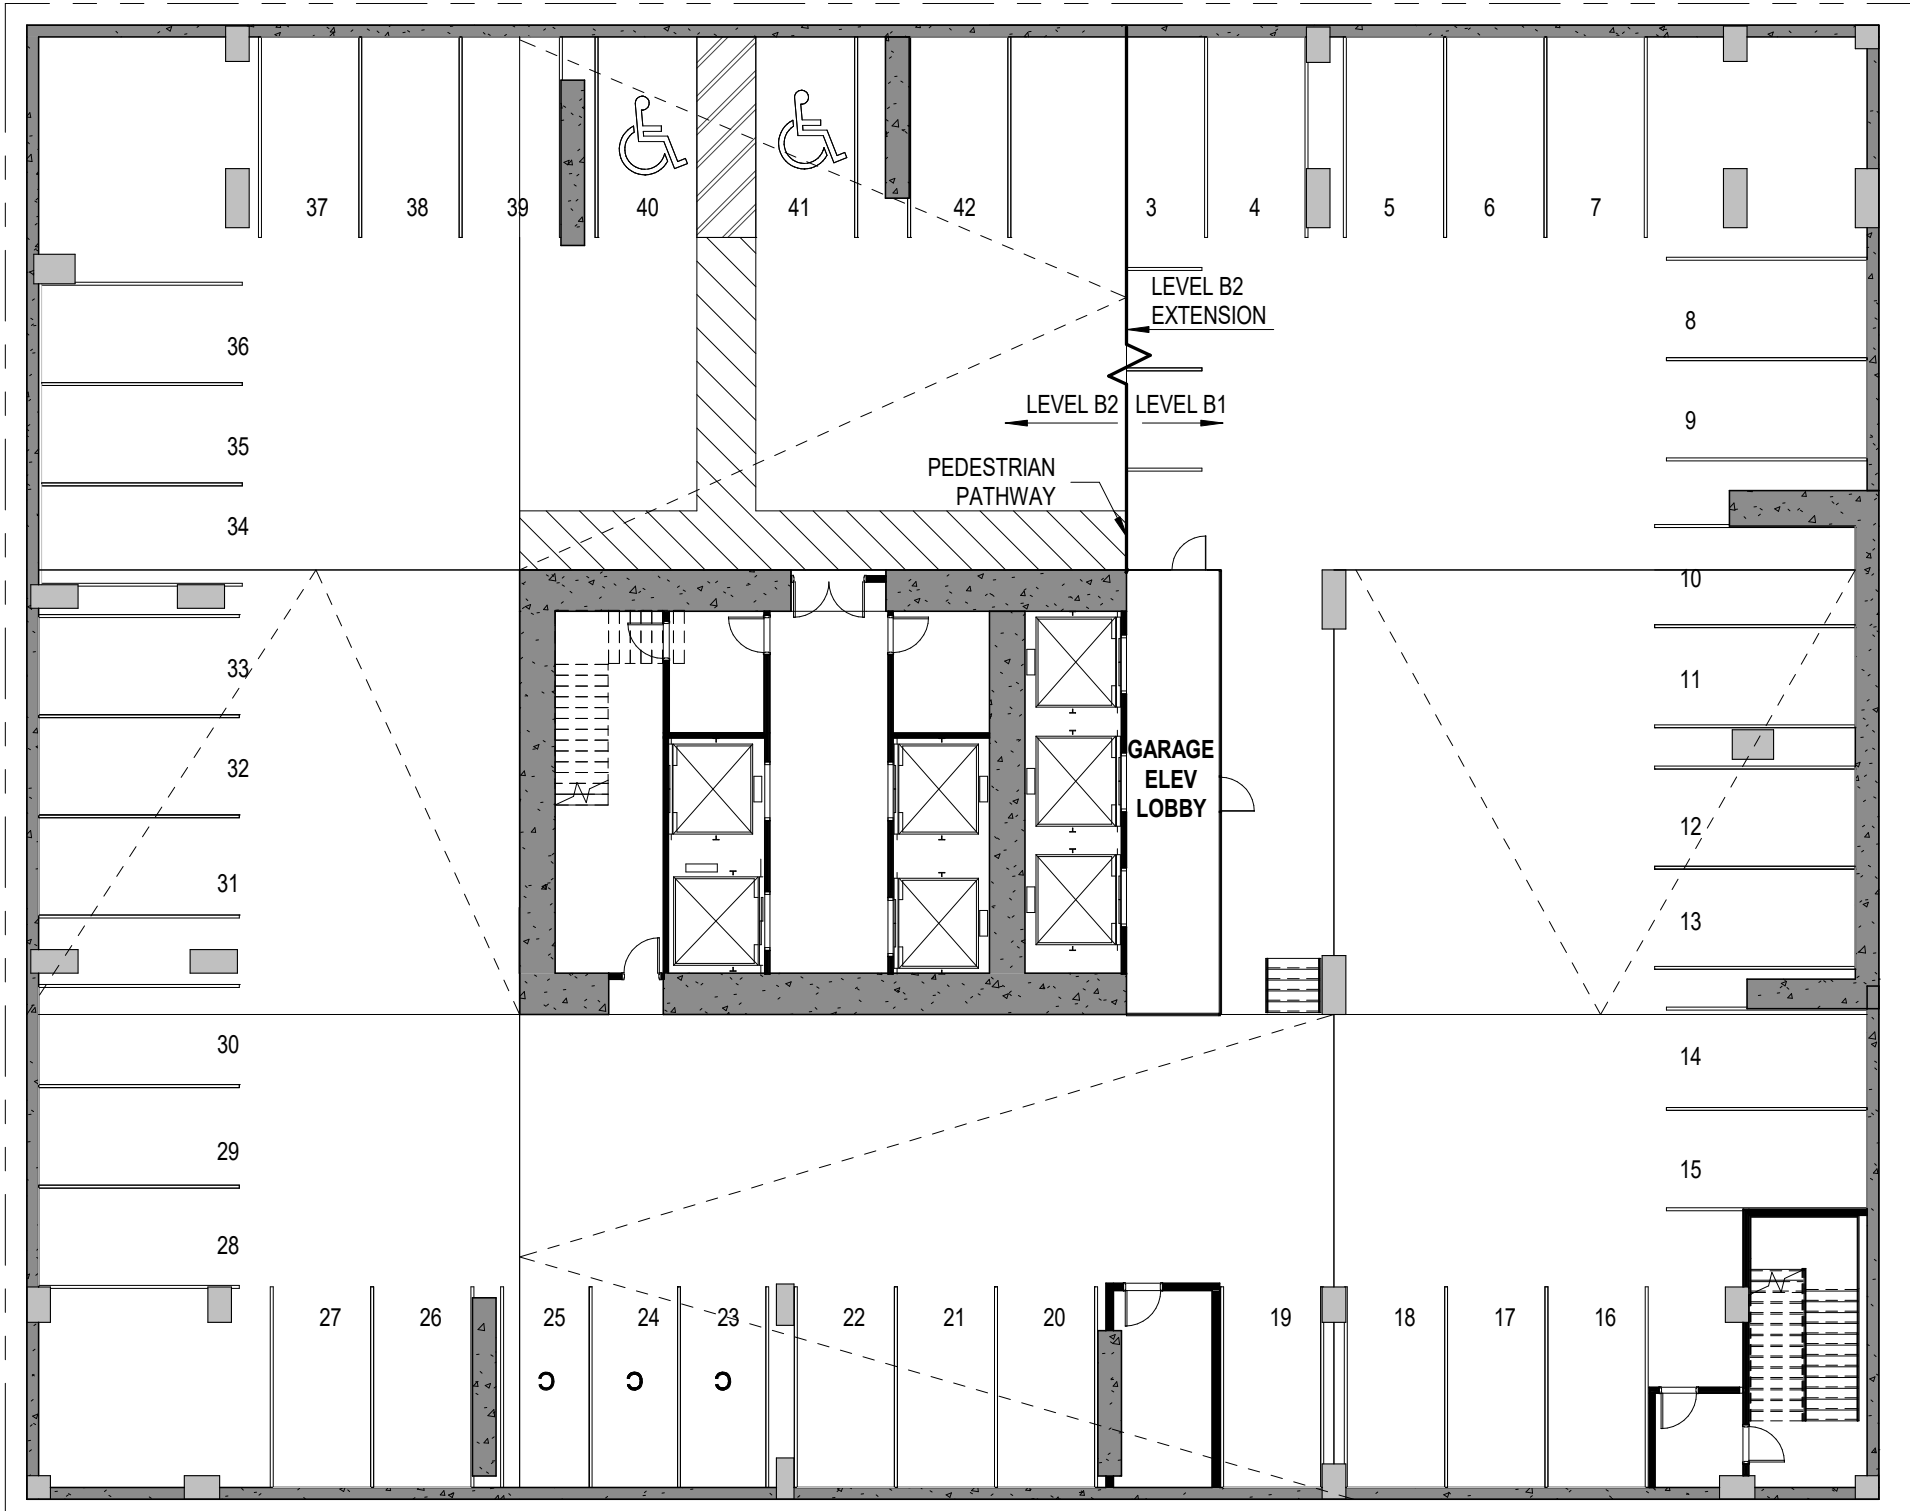 37 38 39 40 41 42 3 4 5 6 7
LEVEL B2
EXTENSION
8
36
LEVEL B2 LEVEL B1
9
35
PEDESTRIAN
PATHWAY
34
10
33
11
GARAGE
ELEV
LOBBY
32
12
31
13
30
14
29
15
28
27 26 25 24 23 22 21 20 19 18 17 16
C C C